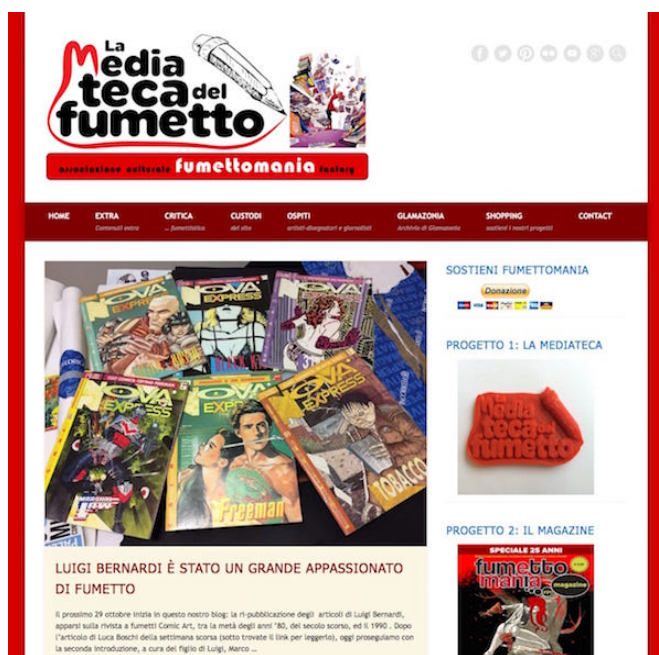 La
Media
teca del
fumetto
associazione culturale fumettomania factory
HOME EXTRA CRITICA CUSTODI OSPITI GLAMAZONIA SHOPPING CONTACT
Contenuti extra ... fumettistica del sito artisti-disegnatori e giornalisti Archivio di Glamazonia sostieni i nostri progetti
NOVA EXPRESS
NOVA EXPRESS
NOVA EXPRESS
NOVA EXPRESS
NOVA EXPRESS
Freeman
NOVA EXPRESS
TOBACCO
LUIGI BERNARDI È STATO UN GRANDE APPASSIONATO
DI FUMETTO
Il prossimo 29 ottobre inizia in questo nostro blog: la ri-pubblicazione degli articoli di Luigi Bernardi,
apparsi sulla rivista a fumetti Comic Art, tra la metà degli anni '80, del secolo scorso, ed il 1990 . Dopo
l'articolo di Luca Boschi della settimana scorsa (sotto trovate il link per leggerlo), oggi proseguiamo con
la seconda introduzione, a cura del figlio di Luigi, Marco ...
SOSTIENI FUMETTOMANIA
Donazione
PROGETTO 1: LA MEDIATECA
La
Media
teca del
fumetto
PROGETTO 2: IL MAGAZINE
SPECIALE 25 ANNI
fumetto
mania
magazine